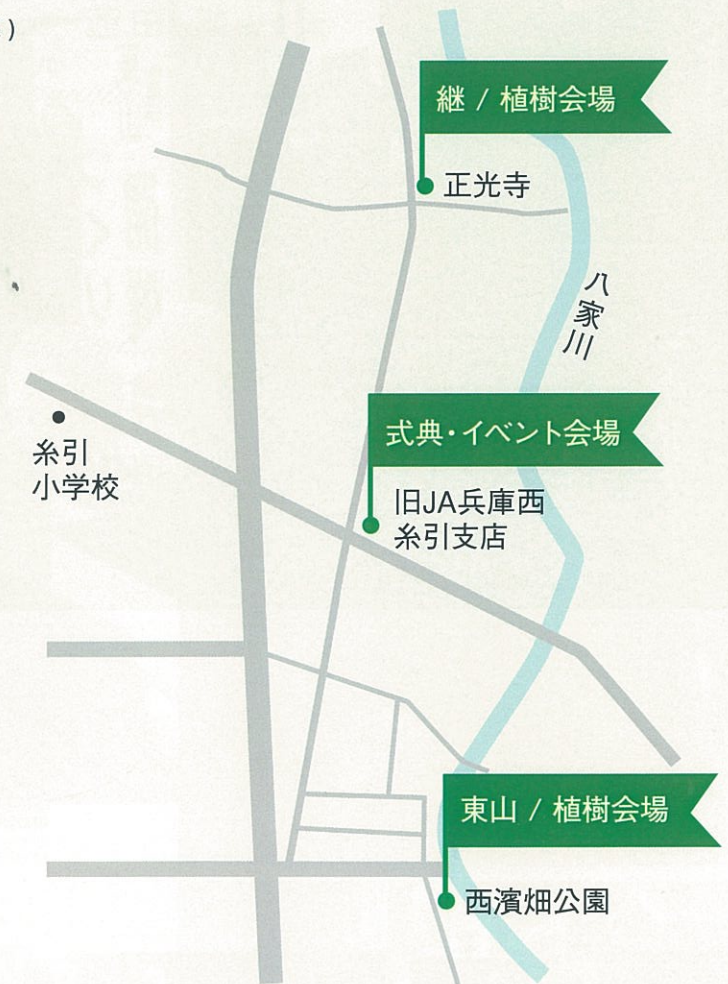 )
継 / 植樹会場
正光寺
八家川
式典・イベント会場
糸引
小学校
旧JA兵庫西
糸引支店
東山 / 植樹会場
西濱畑公園